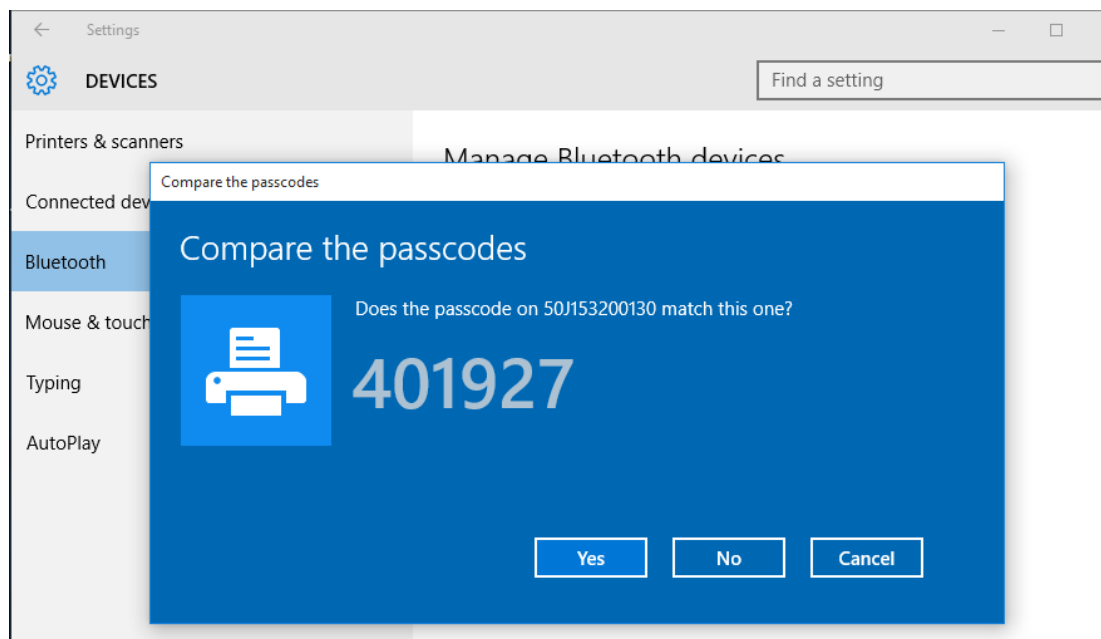 Settings
DEVICES
Find a setting
Printers & scanners
Manage Bluetooth devices
Connected dev
Bluetooth
Mouse & touch
Typing
AutoPlay
Compare the passcodes
Compare the passcodes
Does the passcode on 50J153200130 match this one?
401927
Yes No Cancel